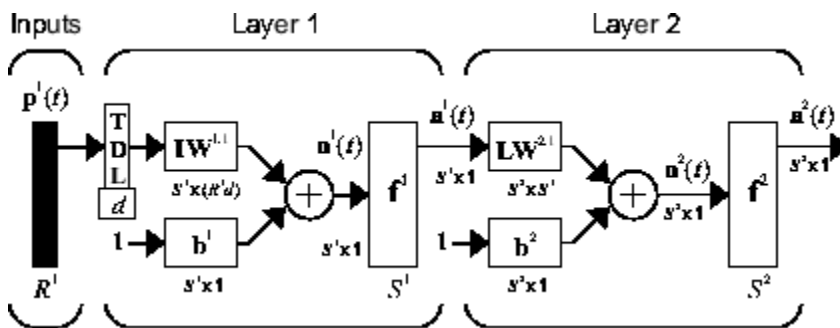 Inputs Layer 1 Layer 2
p¹(t) a¹(t) a²(t)
T
D
L
d
IW¹·¹ n¹(t) LW²·¹ n²(t)
S¹x(R¹d) s¹x1 s²xs¹ s²x1 s²x1
+ f¹ + f²
1 b¹ s¹x1 1 b²
R¹ s¹x1 S¹ s²x1 S²